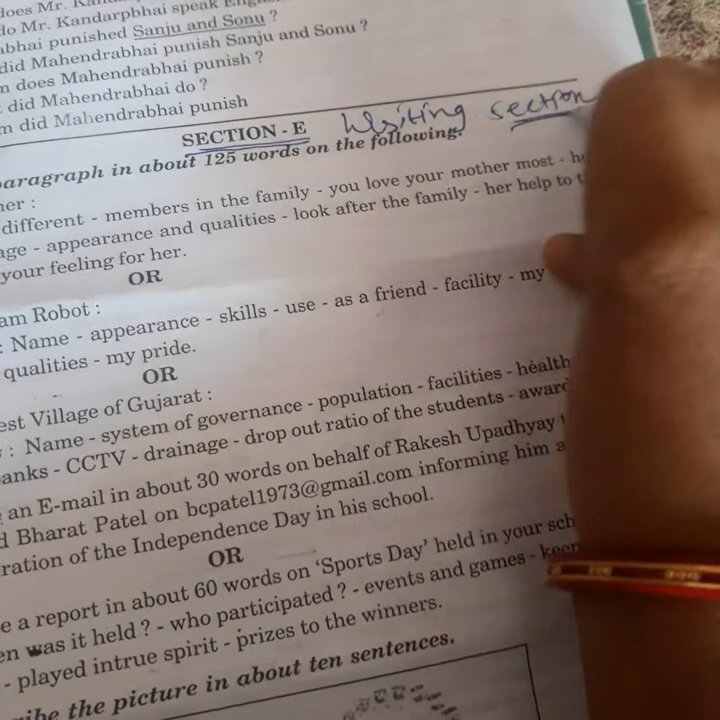 does Mr.
do Mr. Kandarpbhai speak
abhai punished Sanju and Sonu ?
did Mahendrabhai punish Sanju and Sonu ?
m does Mahendrabhai punish ?
did Mahendrabhai do ?
m did Mahendrabhai punish
SECTION - E section
aragraph in about 125 words on the following.
her :
different - members in the family - you love your mother most -
age - appearance and qualities - look after the family - her help to
your feeling for her.
OR
am Robot :
: Name - appearance - skills - use - as a friend - facility - my
qualities - my pride.
OR
est Village of Gujarat :
: Name - system of governance - population - facilities - health
anks - CCTV - drainage - drop out ratio of the students - award
an E-mail in about 30 words on behalf of Rakesh Upadhyay
d Bharat Patel on bcpatel1973@gmail.com informing him a
ration of the Independence Day in his school.
OR
e a report in about 60 words on 'Sports Day' held in your sch
en was it held ? - who participated ? - events and games - keen
- played intrue spirit - prizes to the winners.
ibe the picture in about ten sentences.